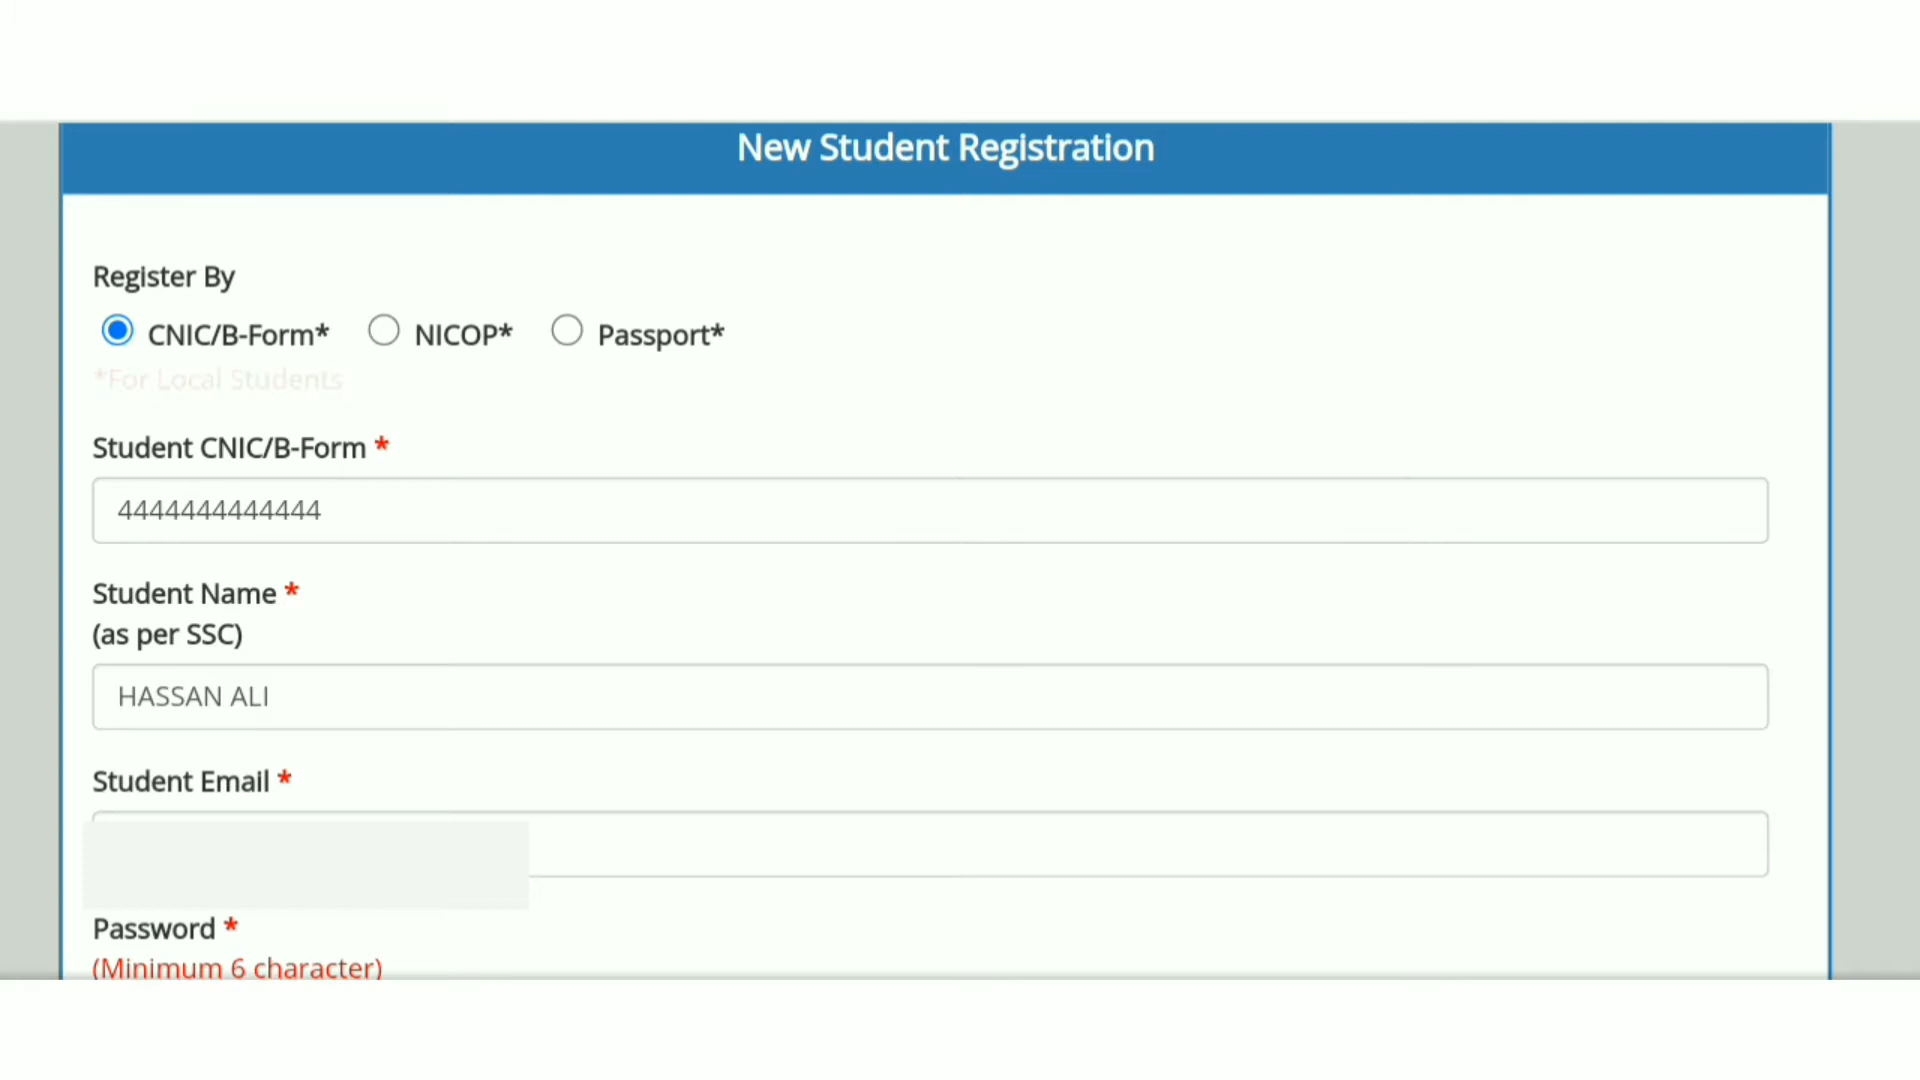 New Student Registration
Register By
CNIC/B-Form* NICOP* Passport*
*For Local Students
Student CNIC/B-Form *
4444444444444
Student Name *
(as per SSC)
HASSAN ALI
Student Email *
Password *
(Minimum 6 character)